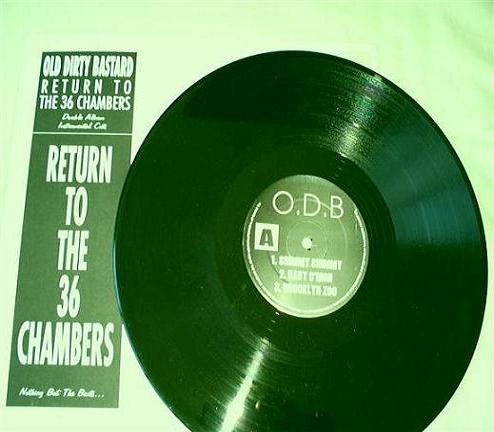 OLD DIRTY BASTARD
RETURN TO
THE 36 CHAMBERS
Double Album
Instrumental Cuts
RETURN
TO
THE
36
CHAMBERS
Nothing But The Beats...
O.D.B
A
1. SHIMMY SHIMMY
2. BABY C'MON
3. BROOKLYN ZOO